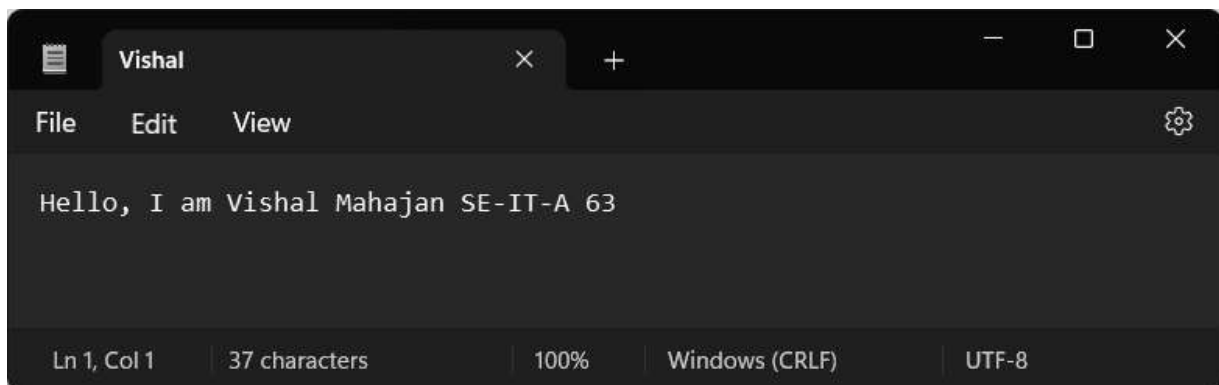 Vishal
File Edit View
Hello, I am Vishal Mahajan SE-IT-A 63
Ln 1, Col 1 37 characters 100% Windows (CRLF) UTF-8